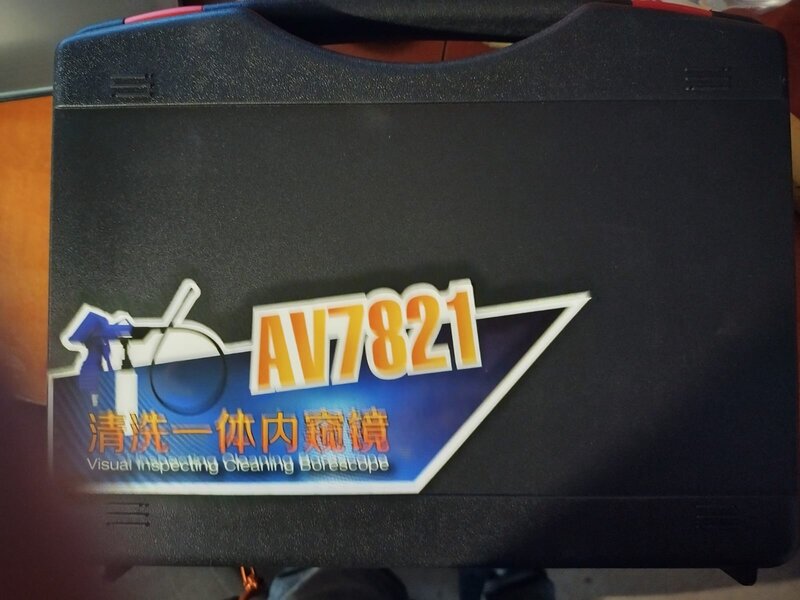 AV7821
清洗一体内窥镜
Visual Inspecting Cleaning Borescope